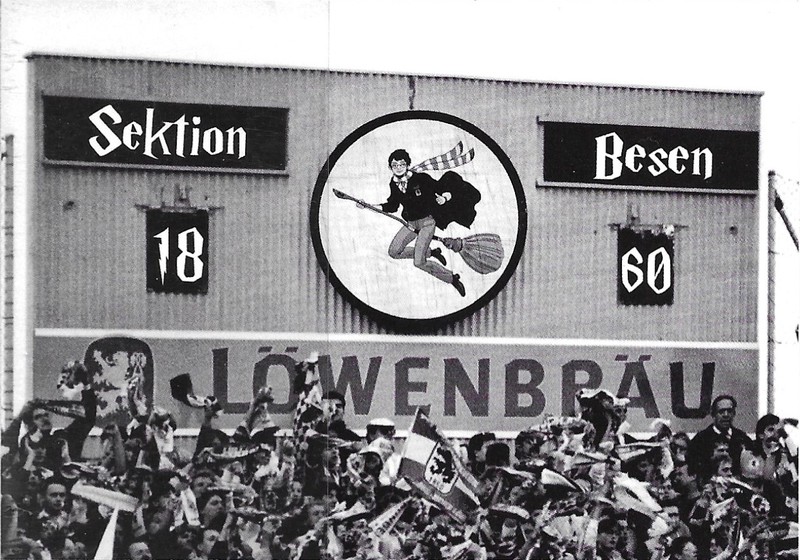 Sektion
Besen
18
60
LÖWENBRÄU